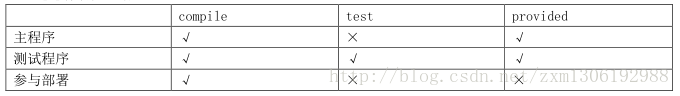 compile test provided
主程序 √ × √
测试程序 √ √ √
参与部署 √ × ×
http://blog.csdn.net/zxm1306192988